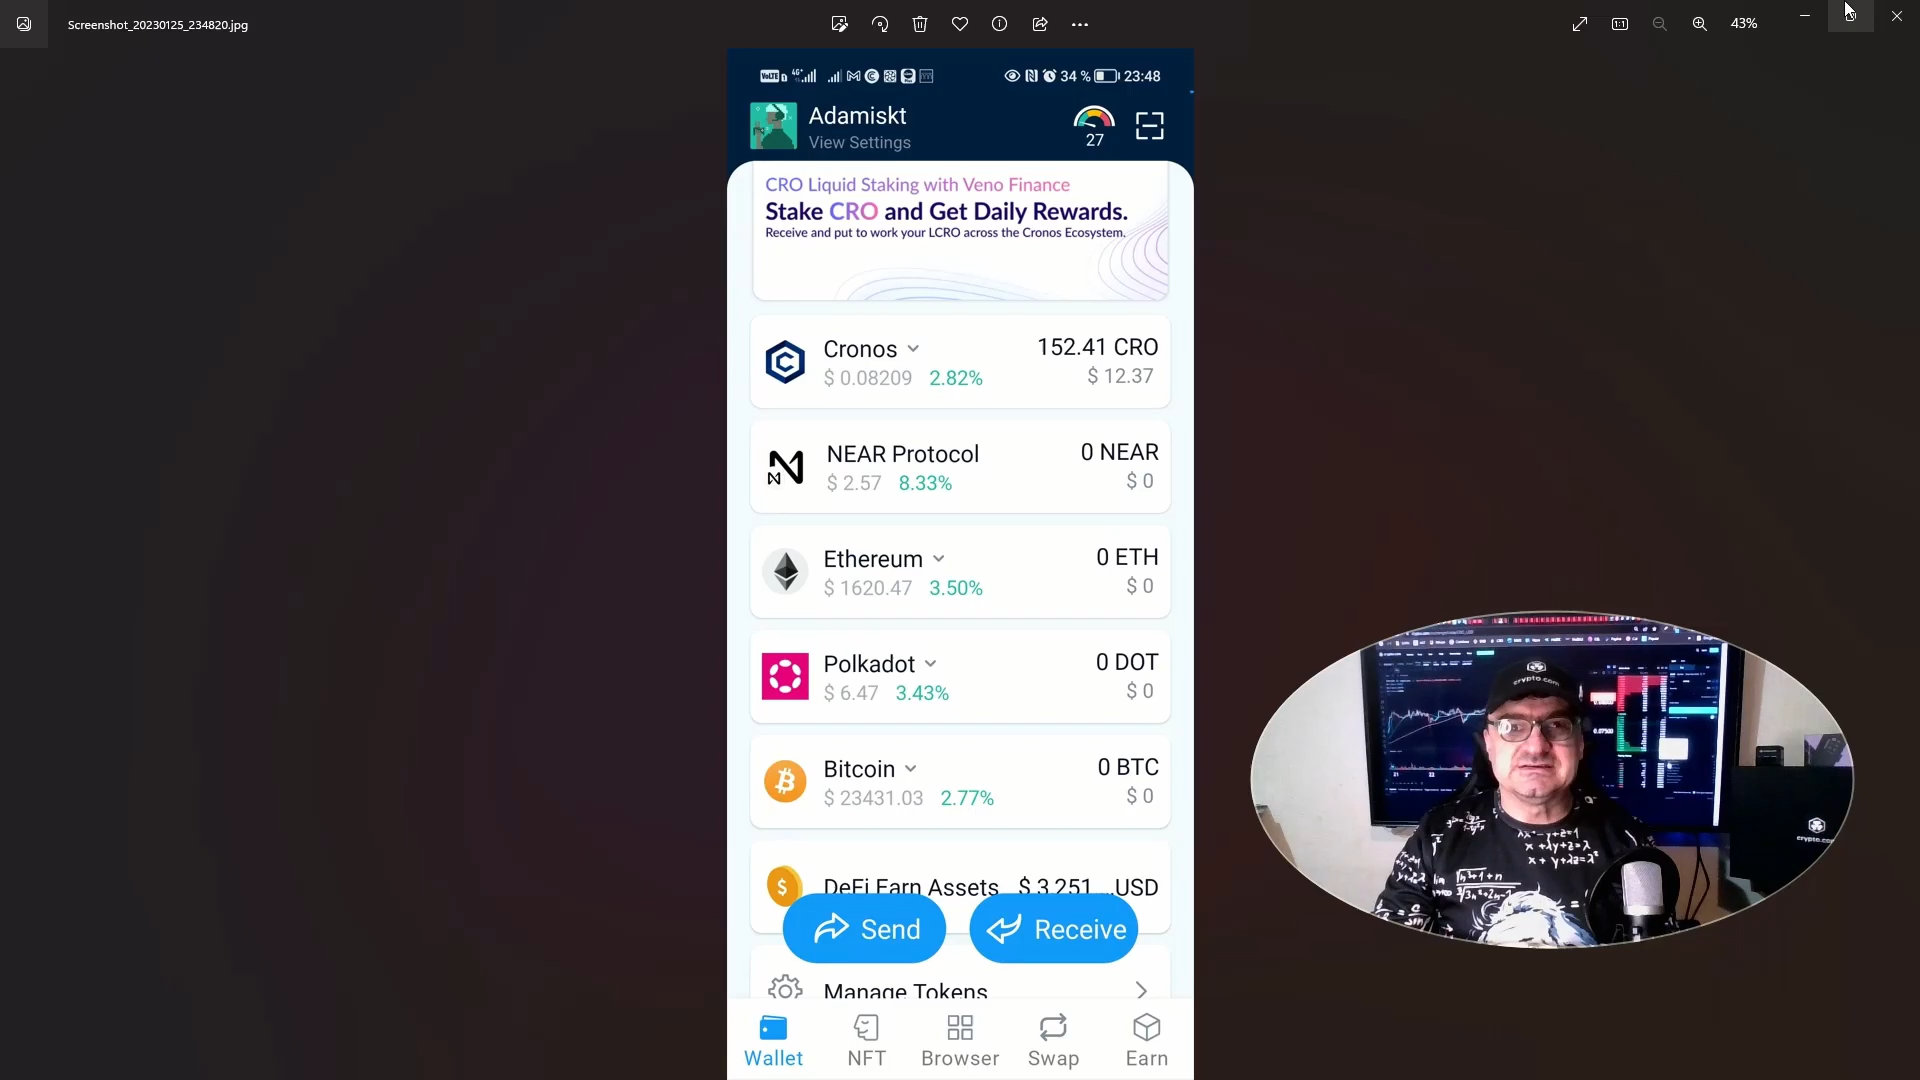 Screenshot_20230125_234820.jpg
43%
34 % 23:48
Adamiskt
View Settings
27
CRO Liquid Staking with Veno Finance
Stake CRO and Get Daily Rewards.
Receive and put to work your LCRO across the Cronos Ecosystem.
Cronos 152.41 CRO
$ 0.08209 2.82% $ 12.37
NEAR Protocol 0 NEAR
$ 2.57 8.33% $ 0
Ethereum 0 ETH
$ 1620.47 3.50% $ 0
Polkadot 0 DOT
$ 6.47 3.43% $ 0
Bitcoin 0 BTC
$ 23431.03 2.77% $ 0
DeFi Earn Assets $ 3,251 ...USD
Send Receive
Manage Tokens
Wallet NFT Browser Swap Earn
crypto.com